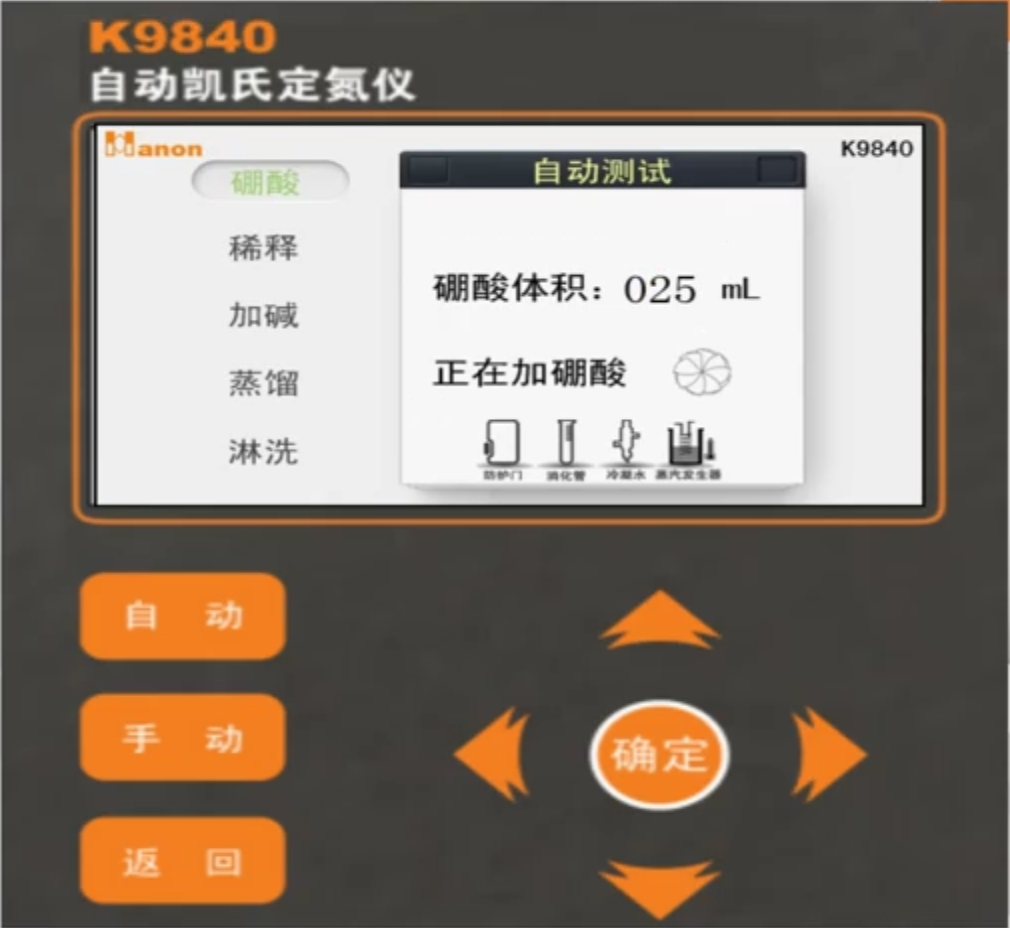 K9840
自动凯氏定氮仪
Hanon
K9840
硼酸
稀释
加碱
蒸馏
淋洗
自动测试
硼酸体积：025 mL
正在加硼酸
防护门 消化管 冷凝水 蒸汽发生器
自 动
手 动
返 回
确定